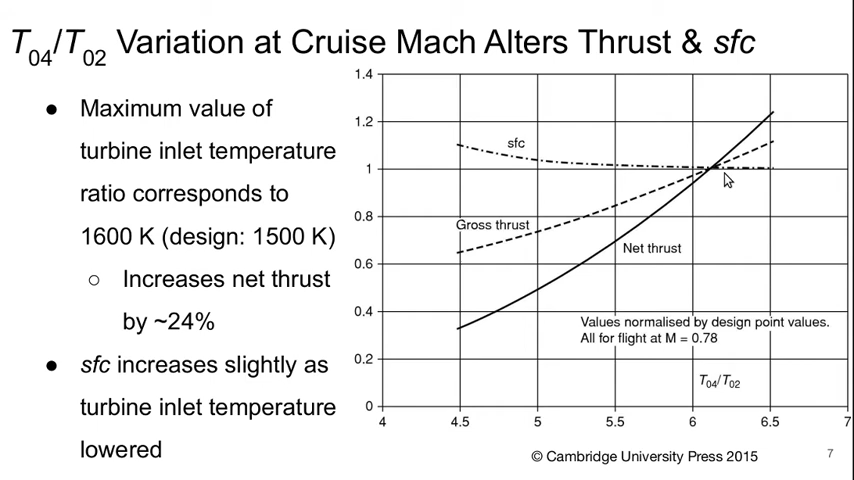 T04/T02 Variation at Cruise Mach Alters Thrust & sfc
● Maximum value of
turbine inlet temperature
ratio corresponds to
1600 K (design: 1500 K)
○ Increases net thrust
by ~24%
● sfc increases slightly as
turbine inlet temperature
lowered
1.4
1.2
1
0.8
0.6
0.4
0.2
0
sfc
Gross thrust
Net thrust
Values normalised by design point values.
All for flight at M = 0.78
T04/T02
4 4.5 5 5.5 6 6.5 7
© Cambridge University Press 2015
7